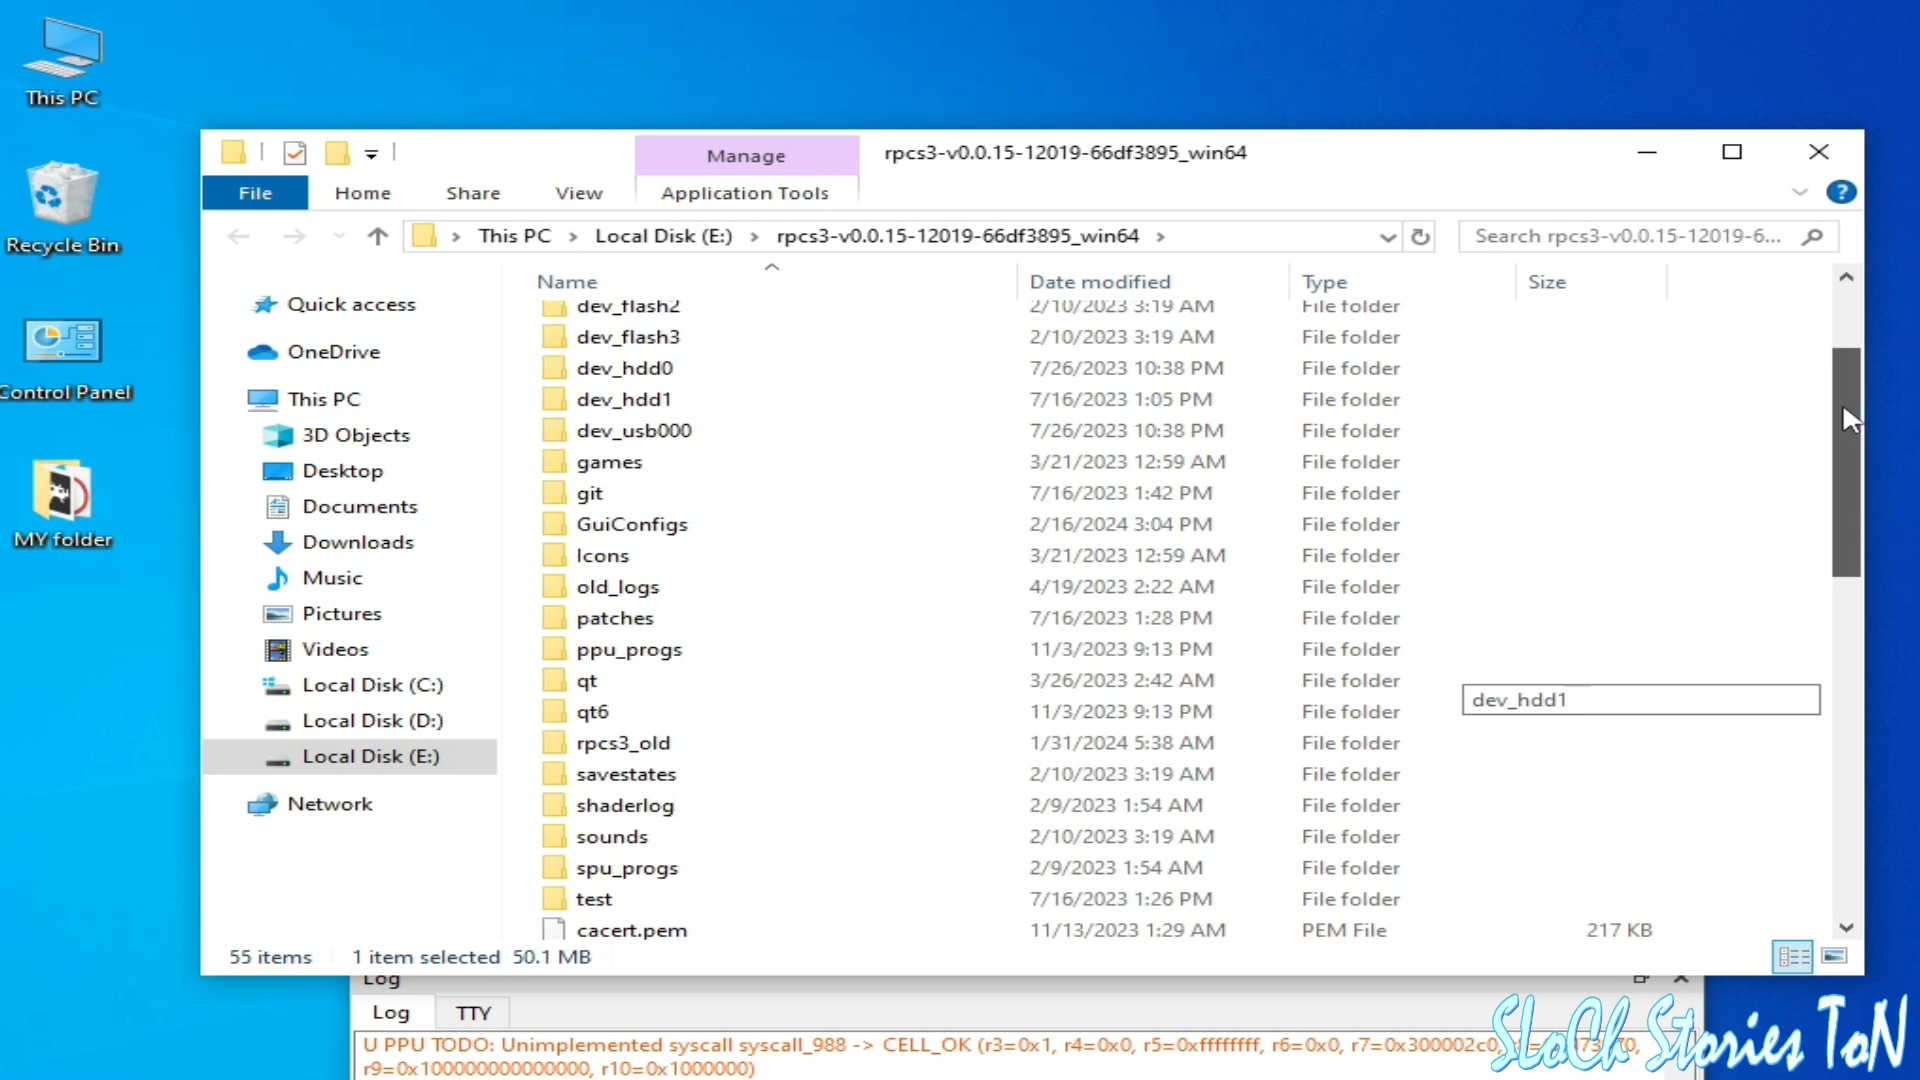 This PC
Recycle Bin
Control Panel
MY folder
Manage
rpcs3-v0.0.15-12019-66df3895_win64
File
Home
Share
View
Application Tools
This PC > Local Disk (E:) > rpcs3-v0.0.15-12019-66df3895_win64 >
Search rpcs3-v0.0.15-12019-6...
Quick access
OneDrive
This PC
3D Objects
Desktop
Documents
Downloads
Music
Pictures
Videos
Local Disk (C:)
Local Disk (D:)
Local Disk (E:)
Network
Name Date modified Type Size
dev_flash2 2/10/2023 3:19 AM File folder
dev_flash3 2/10/2023 3:19 AM File folder
dev_hdd0 7/26/2023 10:38 PM File folder
dev_hdd1 7/16/2023 1:05 PM File folder
dev_usb000 7/26/2023 10:38 PM File folder
games 3/21/2023 12:59 AM File folder
git 7/16/2023 1:42 PM File folder
GuiConfigs 2/16/2024 3:04 PM File folder
Icons 3/21/2023 12:59 AM File folder
old_logs 4/19/2023 2:22 AM File folder
patches 7/16/2023 1:28 PM File folder
ppu_progs 11/3/2023 9:13 PM File folder
qt 3/26/2023 2:42 AM File folder
qt6 11/3/2023 9:13 PM File folder
rpcs3_old 1/31/2024 5:38 AM File folder
savestates 2/10/2023 3:19 AM File folder
shaderlog 2/9/2023 1:54 AM File folder
sounds 2/10/2023 3:19 AM File folder
spu_progs 2/9/2023 1:54 AM File folder
test 7/16/2023 1:26 PM File folder
cacert.pem 11/13/2023 1:29 AM PEM File 217 KB
dev_hdd1
55 items 1 item selected 50.1 MB
Log
Log TTY
U PPU TODO: Unimplemented syscall syscall_988 -> CELL_OK (r3=0x1, r4=0x0, r5=0xffffffff, r6=0x0, r7=0x300002c0,
r9=0x100000000000000, r10=0x1000000)
SLoCh Stories ToN